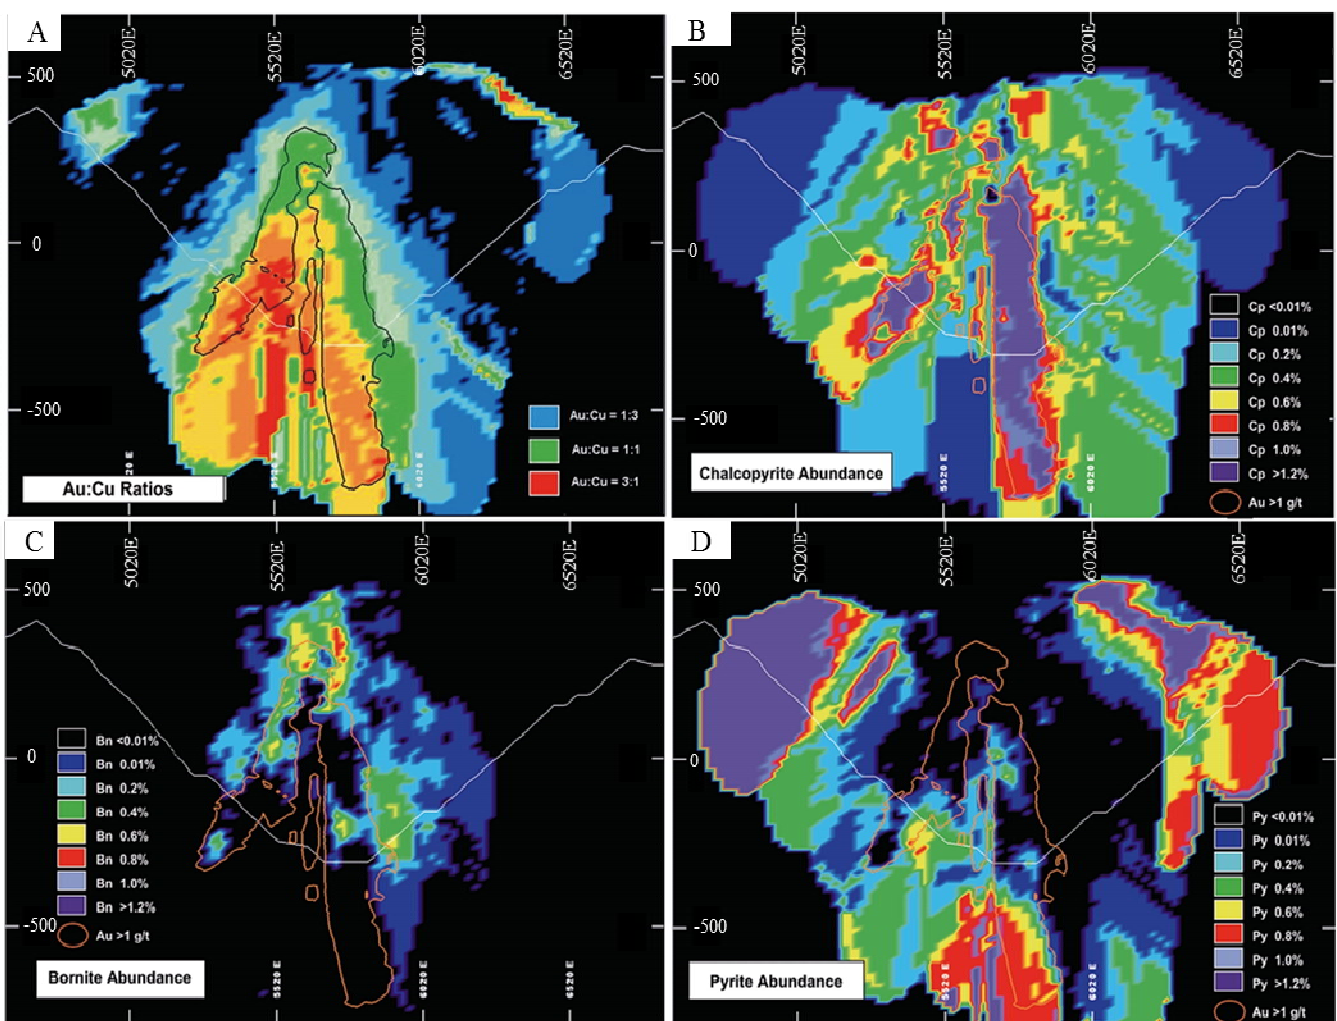 A
5020E
5520E
6020E
6520E
500
0
-500
Au:Cu = 1:3
Au:Cu = 1:1
Au:Cu = 3:1
20 E
5520 E
6020 E
Au:Cu Ratios
B
5020E
5520E
6020E
6520E
500
0
-500
Cp <0.01%
Cp 0.01%
Cp 0.2%
Cp 0.4%
Cp 0.6%
Cp 0.8%
Cp 1.0%
Cp >1.2%
Au >1 g/t
Chalcopyrite Abundance
5520 E
6020 E
C
5020E
5520E
6020E
6520E
500
0
-500
Bn <0.01%
Bn 0.01%
Bn 0.2%
Bn 0.4%
Bn 0.6%
Bn 0.8%
Bn 1.0%
Bn >1.2%
Au >1 g/t
Bornite Abundance
5520 E
6020 E
6520 E
D
5020E
5520E
6020E
6520E
500
0
-500
Py <0.01%
Py 0.01%
Py 0.2%
Py 0.4%
Py 0.6%
Py 0.8%
Py 1.0%
Py >1.2%
Au >1 g/t
Pyrite Abundance
5520 E
6020 E